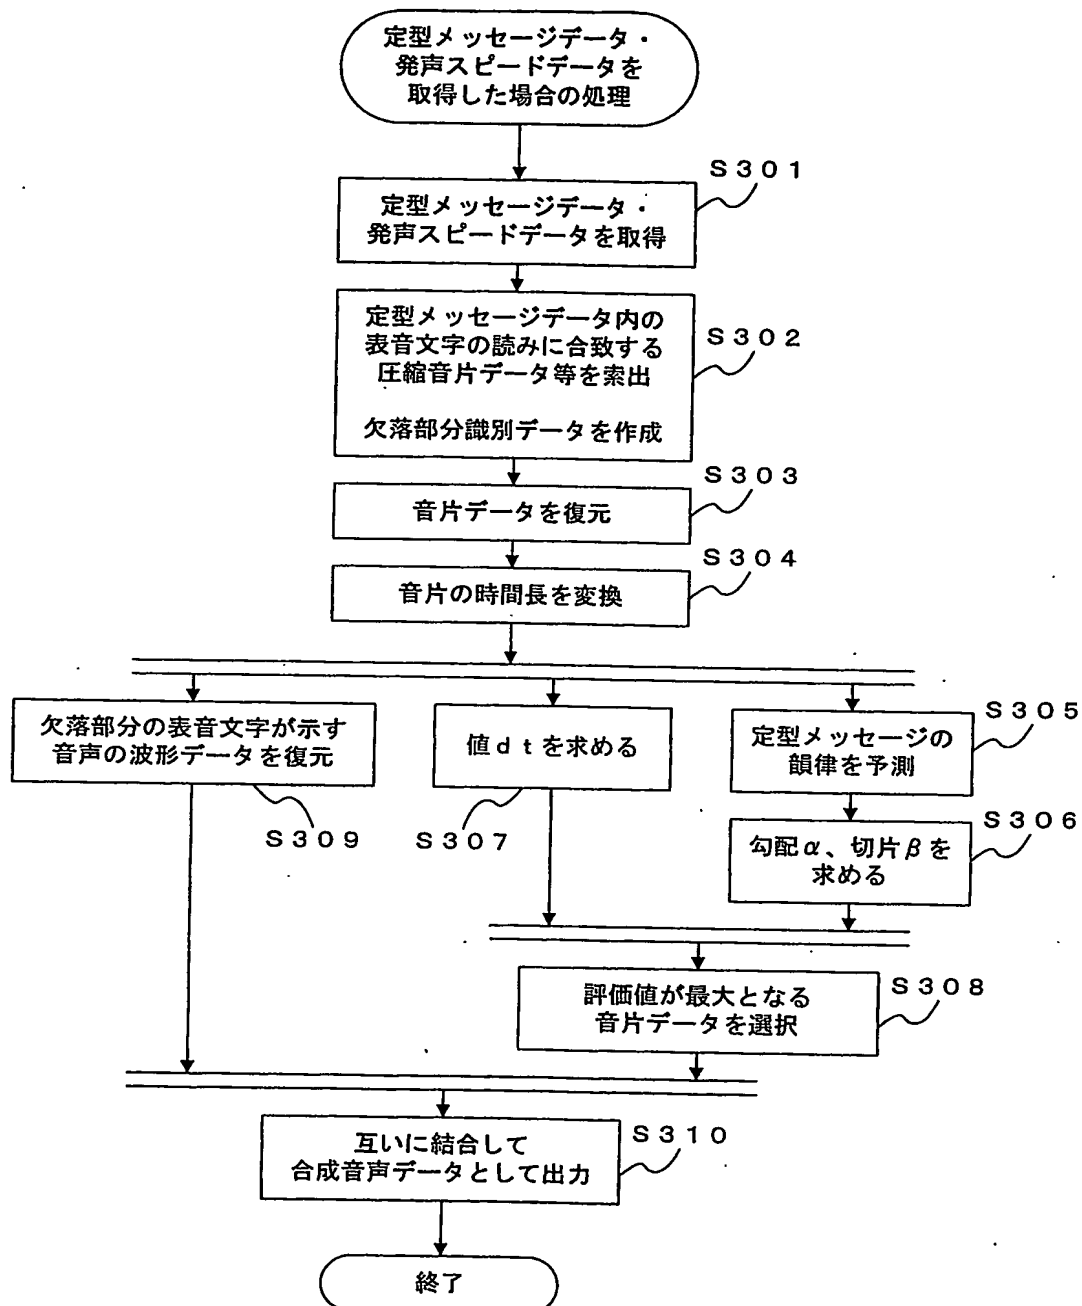 定型メッセージデータ・
発声スピードデータを
取得した場合の処理
S301
定型メッセージデータ・
発声スピードデータを取得
定型メッセージデータ内の
表音文字の読みに合致する
圧縮音片データ等を索出
欠落部分識別データを作成
S302
S303
音片データを復元
S304
音片の時間長を変換
欠落部分の表音文字が示す
音声の波形データを復元
S309
値dtを求める
S307
S305
定型メッセージの
韻律を予測
S306
勾配α、切片βを
求める
評価値が最大となる
音片データを選択
S308
互いに結合して
合成音声データとして出力
S310
終了